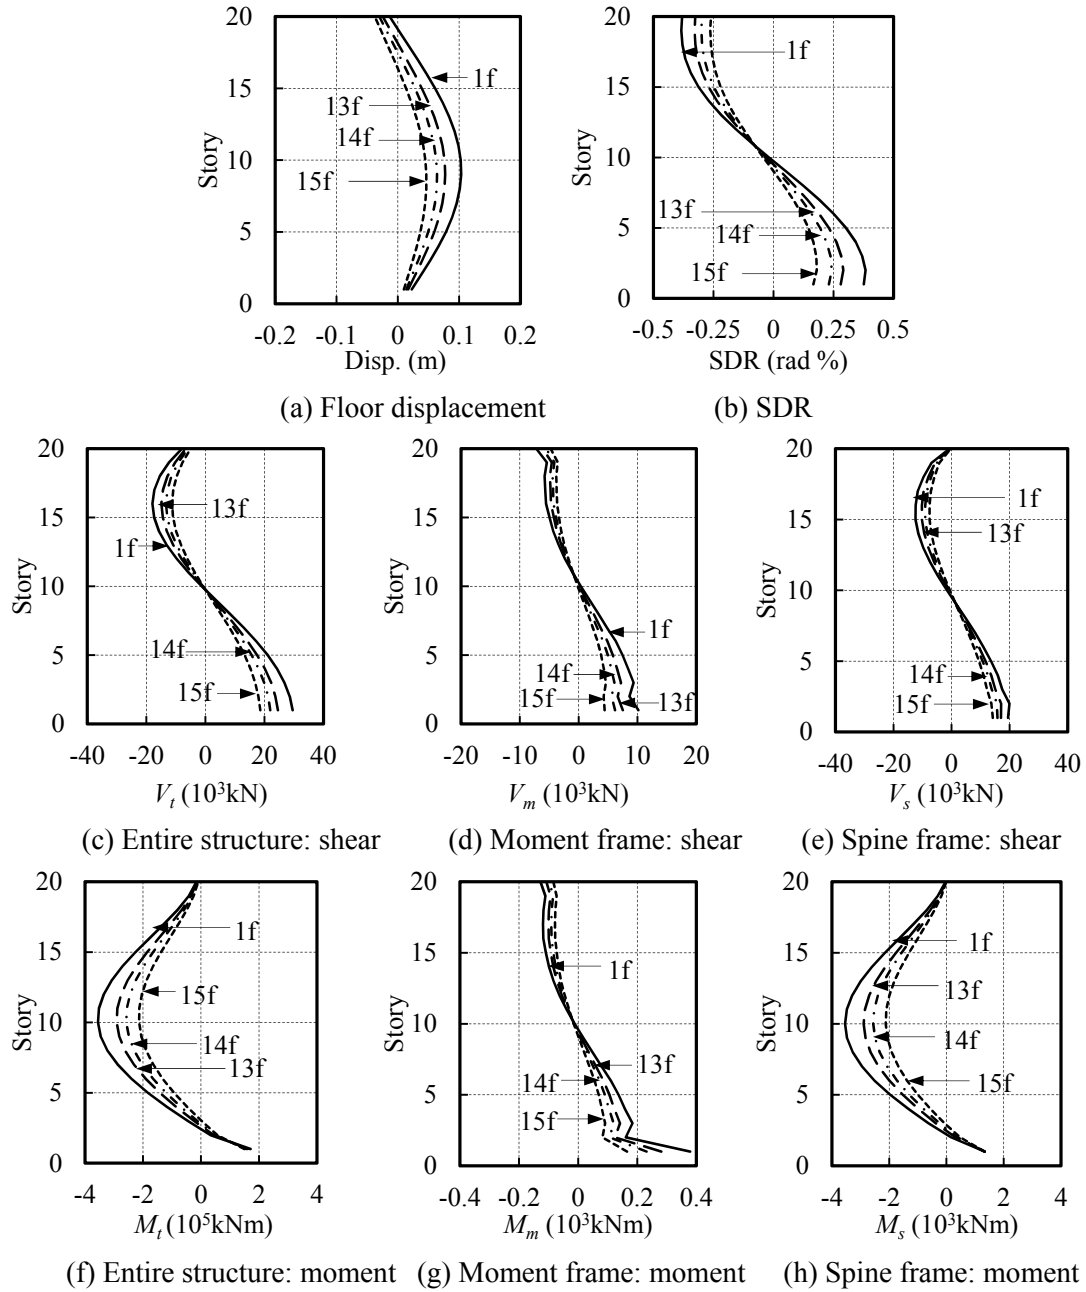 20
15
10
5
0
Story
1f
13f
14f
15f
-0.2 -0.1 0 0.1 0.2
Disp. (m)
(a) Floor displacement
20
15
10
5
0
Story
1f
13f
14f
15f
-0.5 -0.25 0 0.25 0.5
SDR (rad %)
(b) SDR
20
15
10
5
0
Story
13f
1f
14f
15f
-40 -20 0 20 40
Vt (10³kN)
(c) Entire structure: shear
20
15
10
5
0
Story
1f
14f
15f
13f
-20 -10 0 10 20
Vm (10³kN)
(d) Moment frame: shear
20
15
10
5
0
Story
1f
13f
14f
15f
-40 -20 0 20 40
Vs (10³kN)
(e) Spine frame: shear
20
15
10
5
0
Story
1f
15f
14f
13f
-4 -2 0 2 4
Mt (10⁵kNm)
(f) Entire structure: moment
20
15
10
5
0
Story
1f
13f
14f
15f
-0.4 -0.2 0 0.2 0.4
Mm (10³kNm)
(g) Moment frame: moment
20
15
10
5
0
Story
1f
13f
14f
15f
-4 -2 0 2 4
Ms (10³kNm)
(h) Spine frame: moment